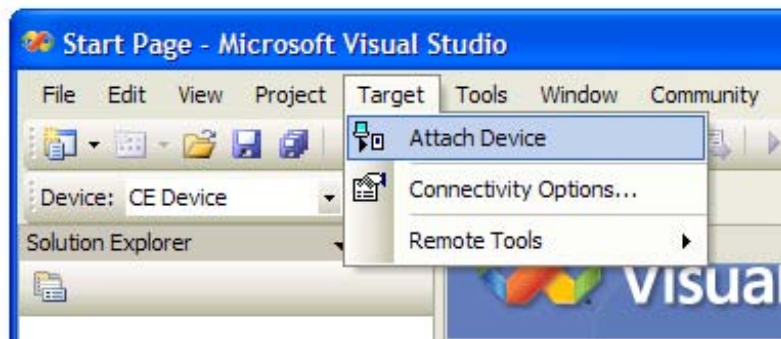 Start Page - Microsoft Visual Studio
File Edit View Project Target Tools Window Community
Attach Device
Device: CE Device
Connectivity Options...
Solution Explorer
Remote Tools
Visual